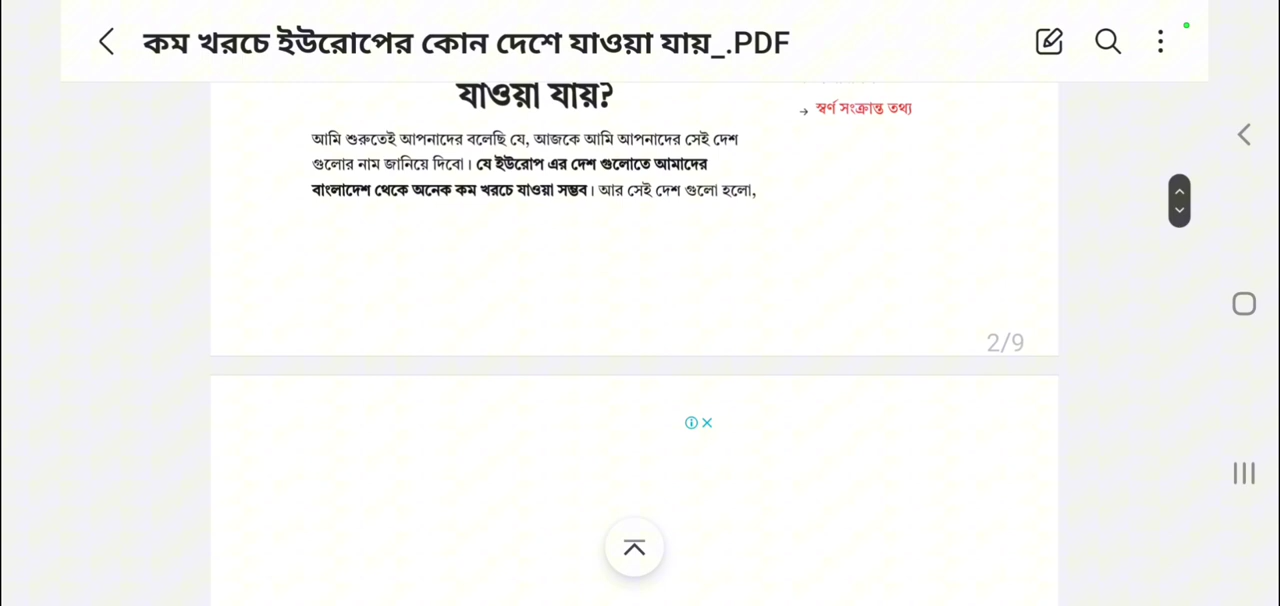 কম খরচে ইউরোপের কোন দেশে যাওয়া যায়_.PDF
যাওয়া যায়?
→ স্বর্ণ সংক্রান্ত তথ্য
আমি শুরুতেই আপনাদের বলেছি যে, আজকে আমি আপনাদের সেই দেশ
গুলোর নাম জানিয়ে দিবো। যে ইউরোপ এর দেশ গুলোতে আমাদের
বাংলাদেশ থেকে অনেক কম খরচে যাওয়া সম্ভব। আর সেই দেশ গুলো হলো,
2/9